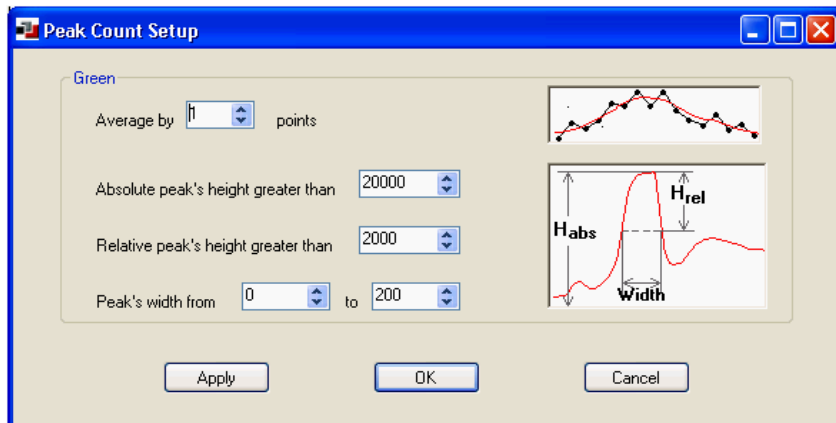 Peak Count Setup
Green
Average by 1 points
Absolute peak's height greater than 20000
Relative peak's height greater than 2000
Peak's width from 0 to 200
Habs
Hrel
Width
Apply
OK
Cancel